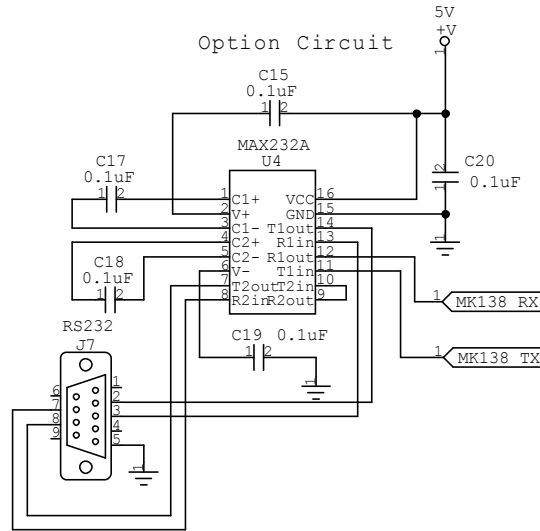 5V
+V
1
Option Circuit
C15
0.1uF
1 2
MAX232A
U4
C17
0.1uF
1 2
C20
0.1uF
1 2
1 C1+ VCC 16
2 V+ GND 15
3 C1- T1out 14
4 C2+ R1in 13
5 C2- R1out 12
6 V- T1in 11
7 T2out T2in 10
8 R2in R2out 9
1
C18
0.1uF
1 2
1 MK138 RX
RS232
J7
C19 0.1uF
1 2
1
1 MK138 TX
1
6
2
7
3
8
4
9
5
1